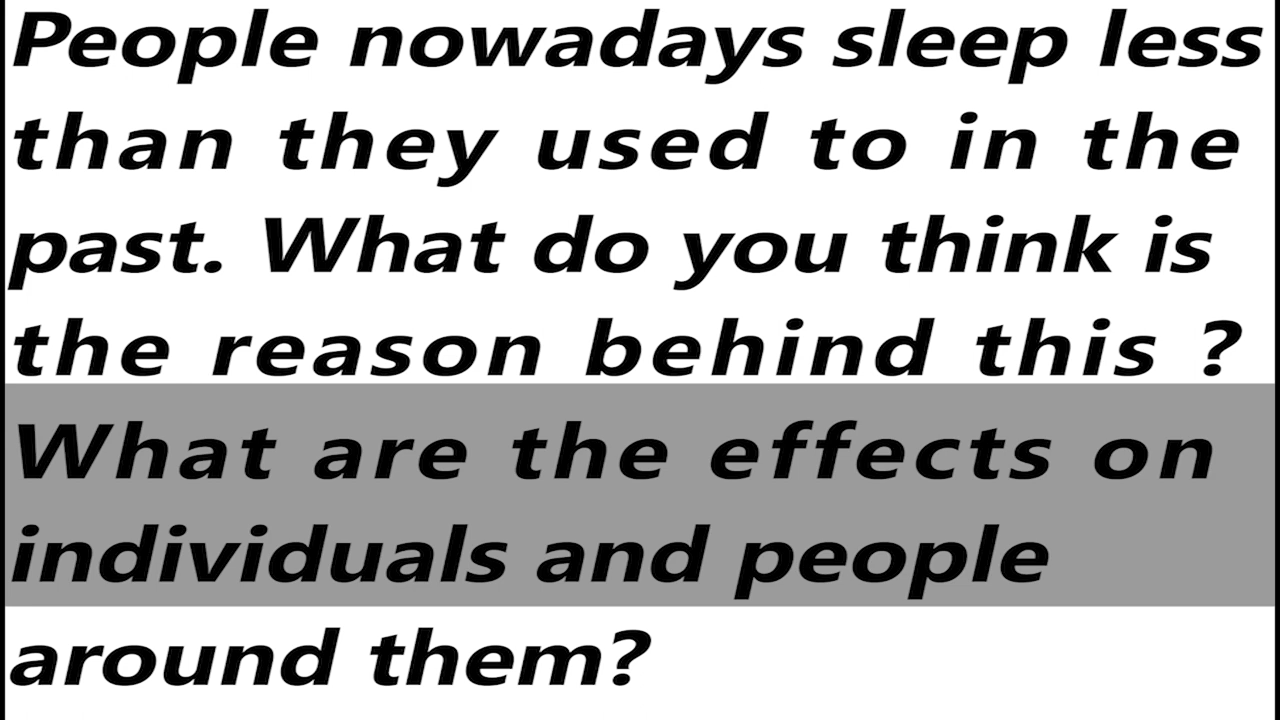 People nowadays sleep less
than they used to in the
past. What do you think is
the reason behind this ?
What are the effects on
individuals and people
around them?